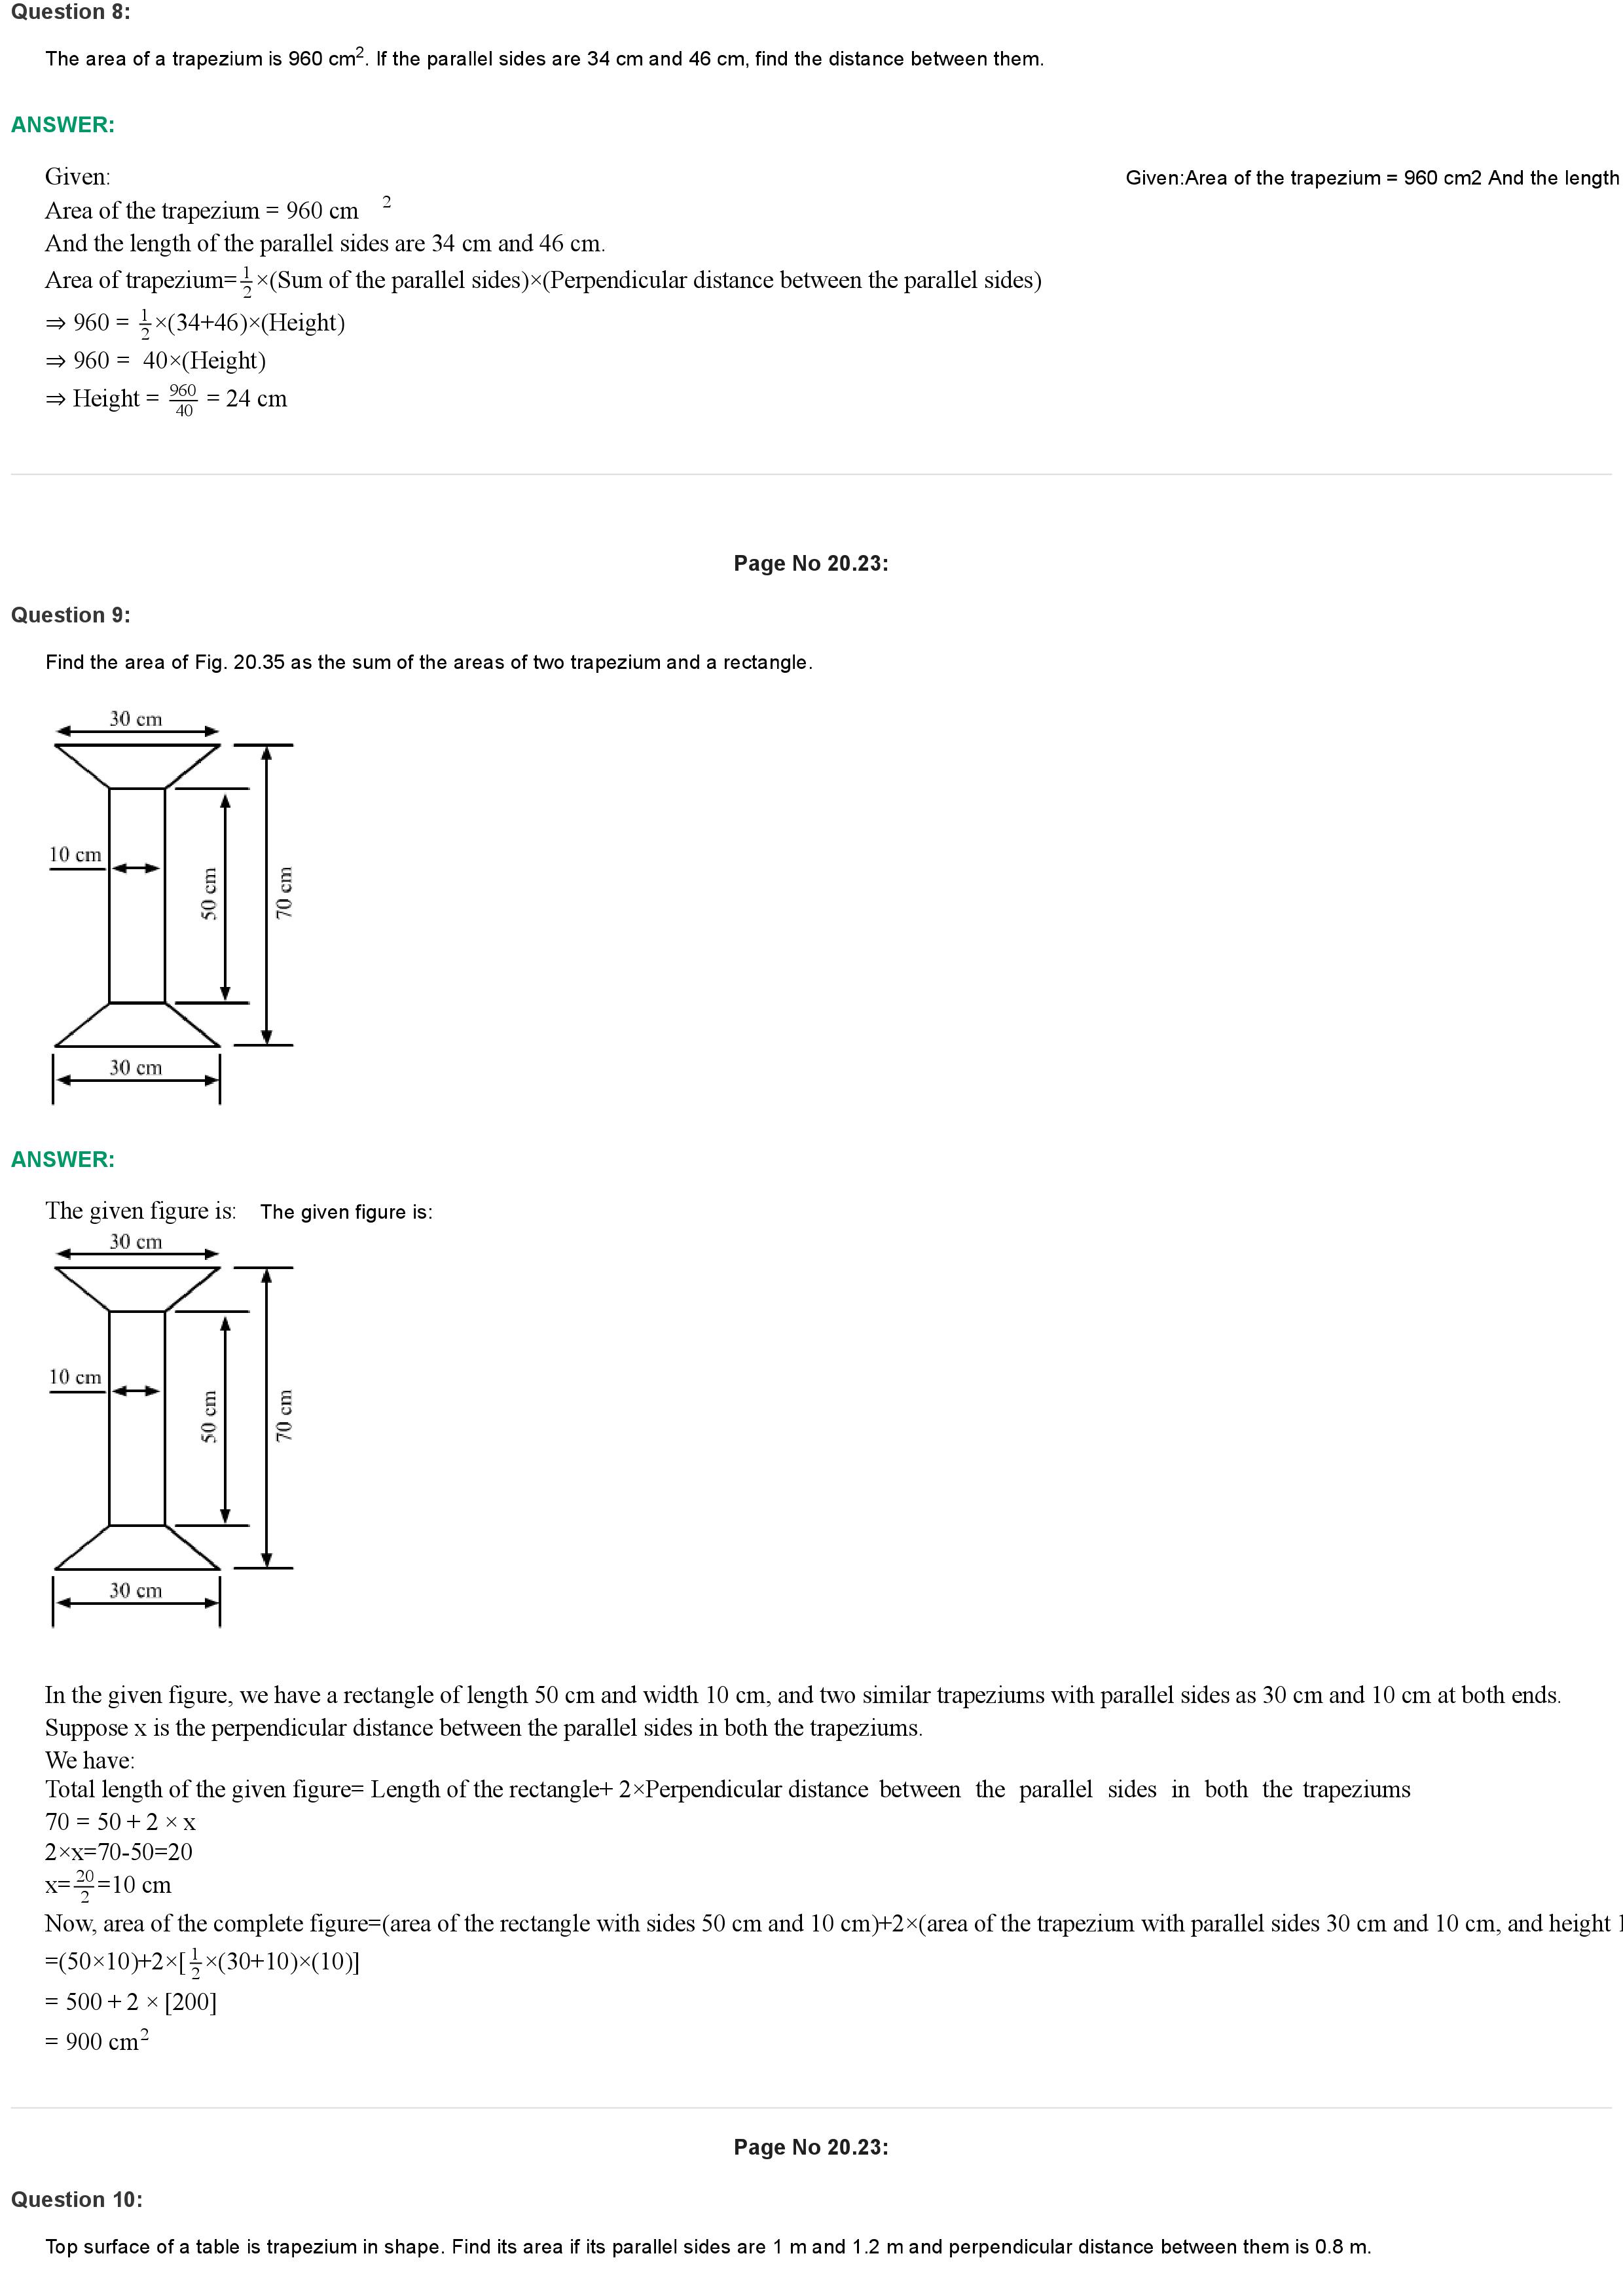 Question 8:
The area of a trapezium is 960 cm². If the parallel sides are 34 cm and 46 cm, find the distance between them.
ANSWER:
Given: Given:Area of the trapezium = 960 cm2 And the length
Area of the trapezium = 960 cm ²
And the length of the parallel sides are 34 cm and 46 cm.
Area of trapezium=1/2×(Sum of the parallel sides)×(Perpendicular distance between the parallel sides)
⇒ 960 = 1/2×(34+46)×(Height)
⇒ 960 = 40×(Height)
⇒ Height = 960/40 = 24 cm
Page No 20.23:
Question 9:
Find the area of Fig. 20.35 as the sum of the areas of two trapezium and a rectangle.
30 cm
10 cm
50 cm
70 cm
30 cm
ANSWER:
The given figure is: The given figure is:
30 cm
10 cm
50 cm
70 cm
30 cm
In the given figure, we have a rectangle of length 50 cm and width 10 cm, and two similar trapeziums with parallel sides as 30 cm and 10 cm at both ends.
Suppose x is the perpendicular distance between the parallel sides in both the trapeziums.
We have:
Total length of the given figure= Length of the rectangle+ 2×Perpendicular distance between the parallel sides in both the trapeziums
70 = 50 + 2 × x
2×x=70-50=20
x=20/2=10 cm
Now, area of the complete figure=(area of the rectangle with sides 50 cm and 10 cm)+2×(area of the trapezium with parallel sides 30 cm and 10 cm, and height
=(50×10)+2×[1/2×(30+10)×(10)]
= 500 + 2 × [200]
= 900 cm²
Page No 20.23:
Question 10:
Top surface of a table is trapezium in shape. Find its area if its parallel sides are 1 m and 1.2 m and perpendicular distance between them is 0.8 m.